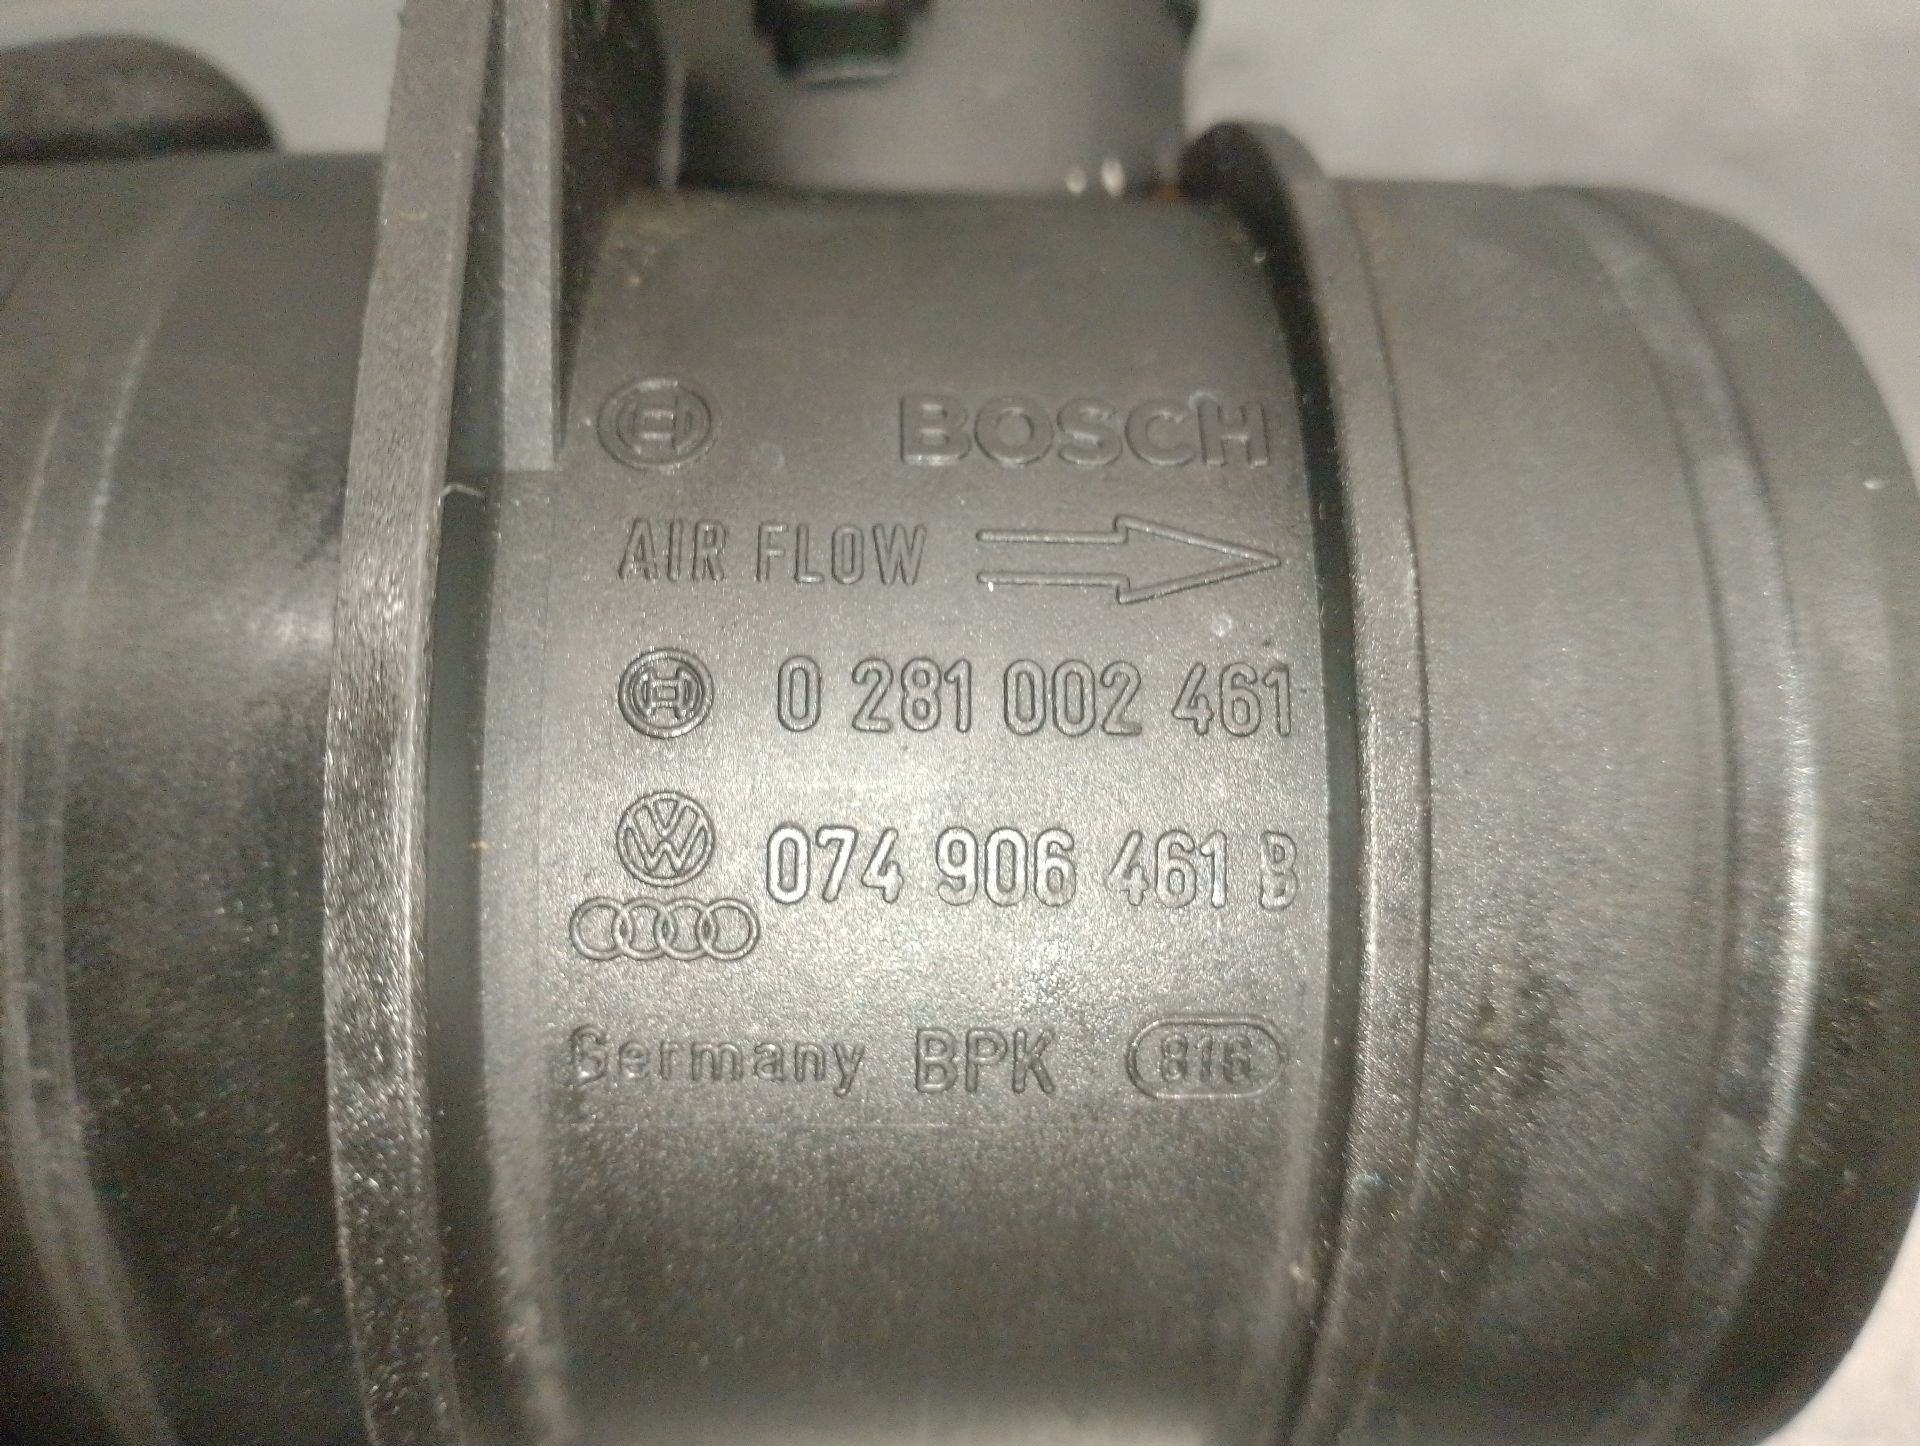 BOSCH
AIR FLOW
0 281 002 461
074 906 461 B
Germany BPK 816